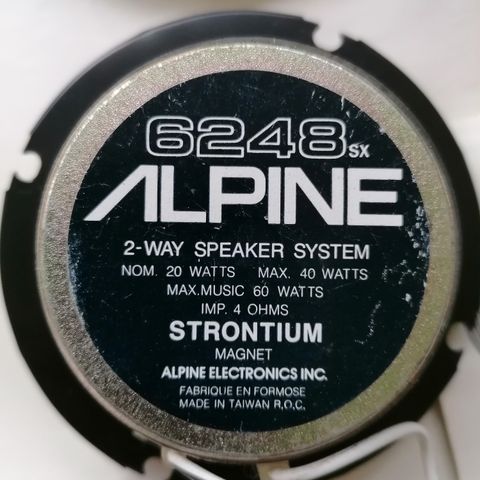 6248SX
ALPINE
2-WAY SPEAKER SYSTEM
NOM. 20 WATTS MAX. 40 WATTS
MAX.MUSIC 60 WATTS
IMP. 4 OHMS
STRONTIUM
MAGNET
ALPINE ELECTRONICS INC.
FABRIQUE EN FORMOSE
MADE IN TAIWAN R.O.C.